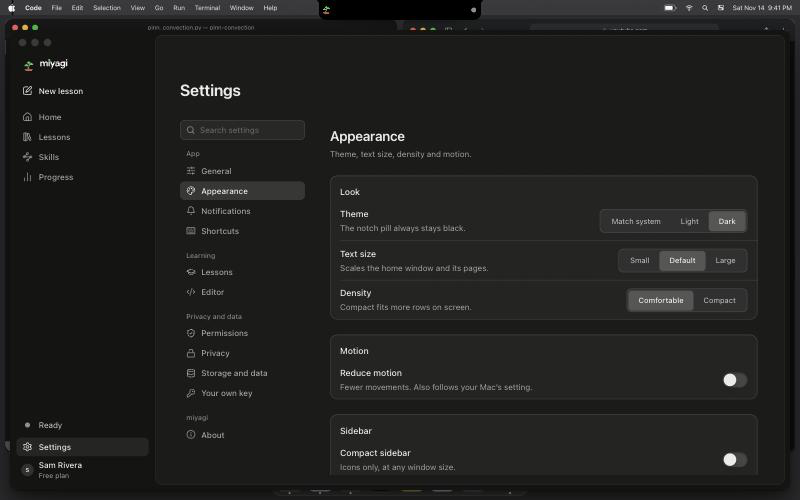 Code File Edit Selection View Go Run Terminal Window Help
Sat Nov 14 9:41 PM
pinn_convection.py — pinn-convection
miyagi
New lesson
Home
Lessons
Skills
Progress
Ready
Settings
S
Sam Rivera
Free plan
Settings
Search settings
App
General
Appearance
Notifications
Shortcuts
Learning
Lessons
Editor
Privacy and data
Permissions
Privacy
Storage and data
Your own key
miyagi
About
Appearance
Theme, text size, density and motion.
Look
Theme
The notch pill always stays black.
Match system Light Dark
Text size
Scales the home window and its pages.
Small Default Large
Density
Compact fits more rows on screen.
Comfortable Compact
Motion
Reduce motion
Fewer movements. Also follows your Mac's setting.
Sidebar
Compact sidebar
Icons only, at any window size.